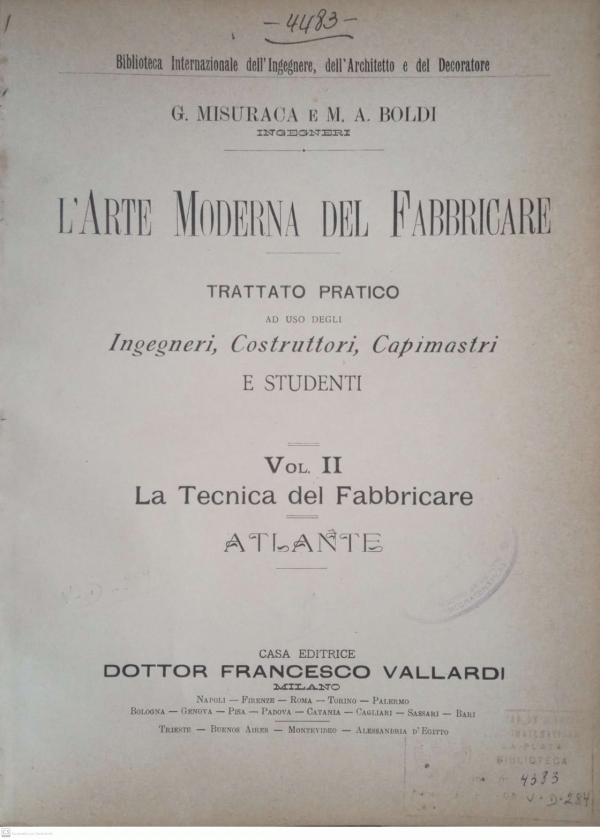 - 4483 -
Biblioteca Internazionale dell'Ingegnere, dell'Architetto e del Decoratore
G. MISURACA E M. A. BOLDI
INGEGNERI
L'ARTE MODERNA DEL FABBRICARE
TRATTATO PRATICO
AD USO DEGLI
Ingegneri, Costruttori, Capimastri
E STUDENTI
VOL. II
La Tecnica del Fabbricare
ATLANTE
CASA EDITRICE
DOTTOR FRANCESCO VALLARDI
MILANO
NAPOLI — FIRENZE — ROMA — TORINO — PALERMO
BOLOGNA — GENOVA — PISA — PADOVA — CATANIA — CAGLIARI — SASSARI — BARI
TRIESTE — BUENOS AIRES — MONTEVIDEO — ALESSANDRIA D'EGITTO
LA PLATA
BIBLIOTECA
4383
V-D-284